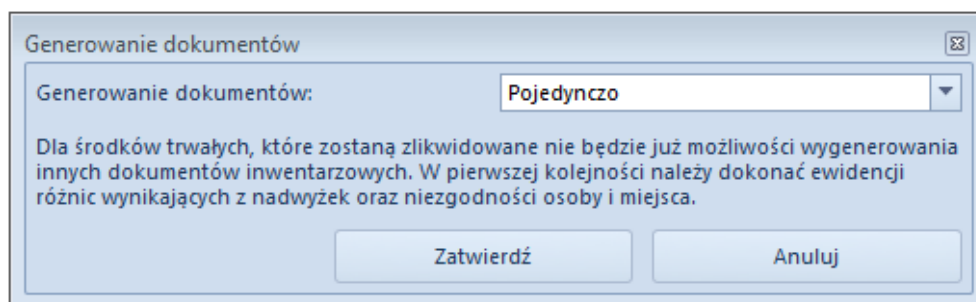 Generowanie dokumentów
Generowanie dokumentów: Pojedynczo
Dla środków trwałych, które zostaną zlikwidowane nie będzie już możliwości wygenerowania
innych dokumentów inwentarzowych. W pierwszej kolejności należy dokonać ewidencji
różnic wynikających z nadwyżek oraz niezgodności osoby i miejsca.
Zatwierdź Anuluj